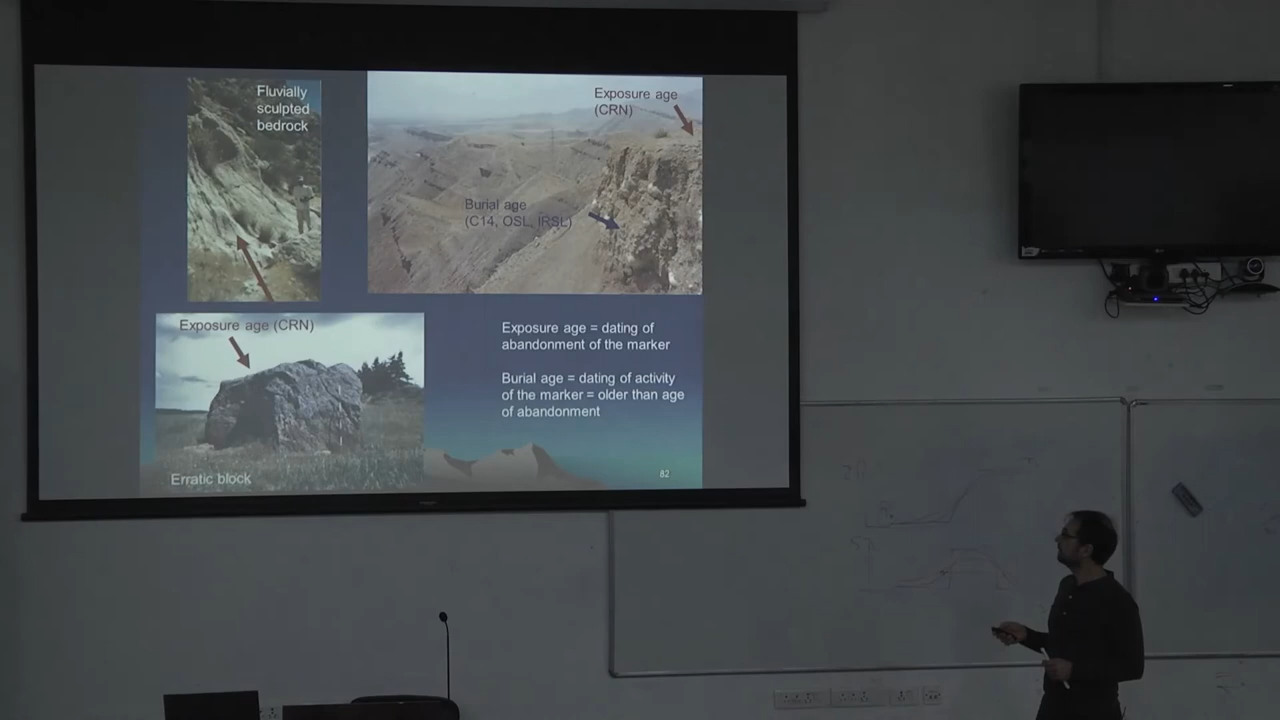 Fluvially
sculpted
bedrock
Exposure age
(CRN)
Burial age
(C14, OSL, IRSL)
Exposure age (CRN)
Erratic block
Exposure age = dating of
abandonment of the marker
Burial age = dating of activity
of the marker = older than age
of abandonment
82